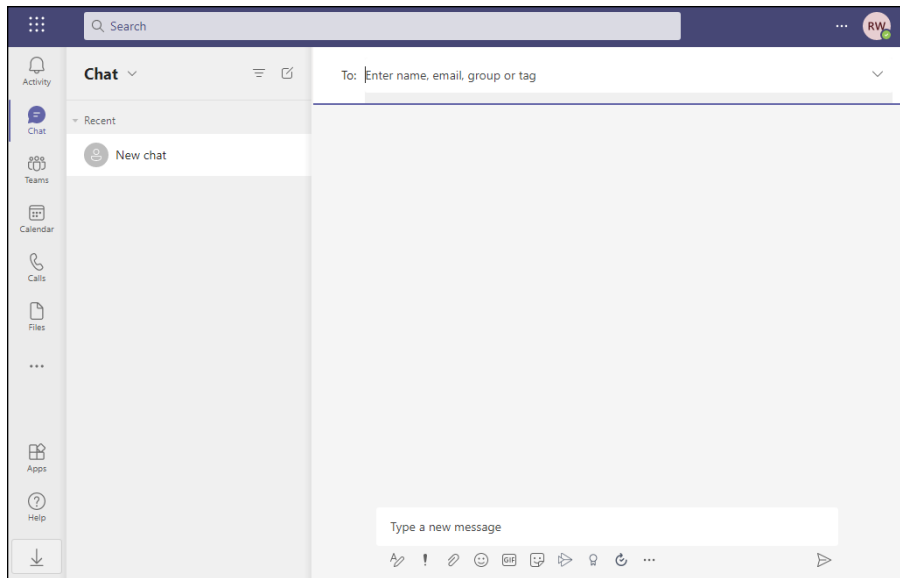 Search
RW
Activity
Chat
Teams
Calendar
Calls
Files
Apps
Help
Chat
Recent
New chat
To: Enter name, email, group or tag
Type a new message
GIF